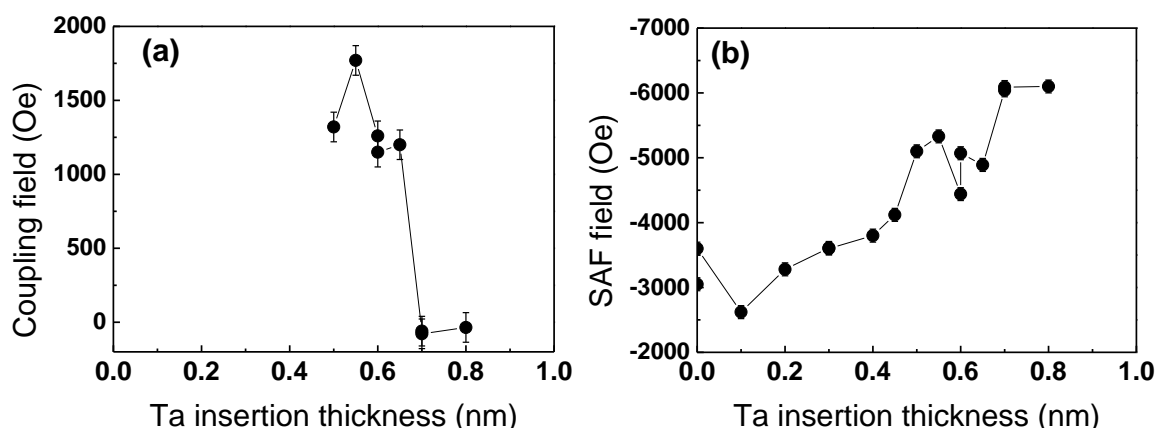 (a)
Coupling field (Oe)
2000
1500
1000
500
0
0.0 0.2 0.4 0.6 0.8 1.0
Ta insertion thickness (nm)
(b)
SAF field (Oe)
-7000
-6000
-5000
-4000
-3000
-2000
0.0 0.2 0.4 0.6 0.8 1.0
Ta insertion thickness (nm)